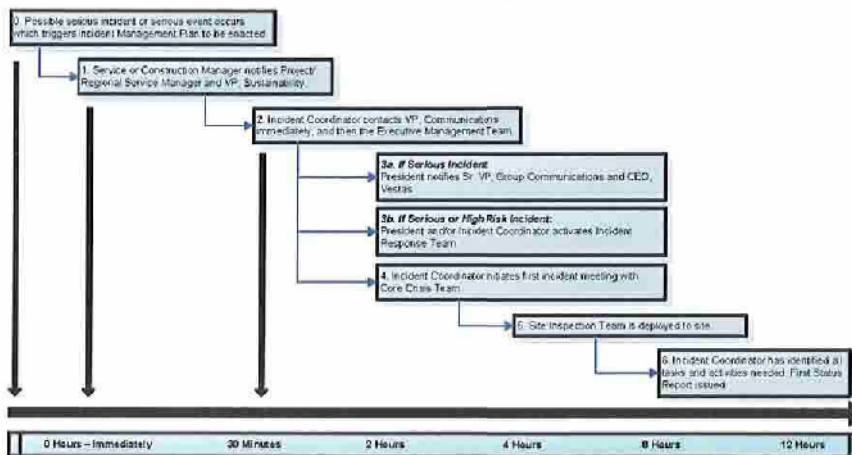 0. Possible serious incident or serious event occurs
which triggers Incident Management Plan to be enacted.
1. Service or Construction Manager notifies Project/
Regional Service Manager and VP, Sustainability.
2. Incident Coordinator contacts VP, Communications
immediately, and then the Executive Management Team.
3a. If Serious Incident
President notifies Sr. VP, Group Communications and CEO,
Vestas
3b. If Serious or High Risk Incident:
President and/or Incident Coordinator activates Incident
Response Team
4. Incident Coordinator initiates first incident meeting with
Core Crisis Team
5. Site Inspection Team is deployed to site.
6. Incident Coordinator has identified all
tasks and activities needed. First Status
Report issued
0 Hours – Immediately 30 Minutes 2 Hours 4 Hours 8 Hours 12 Hours